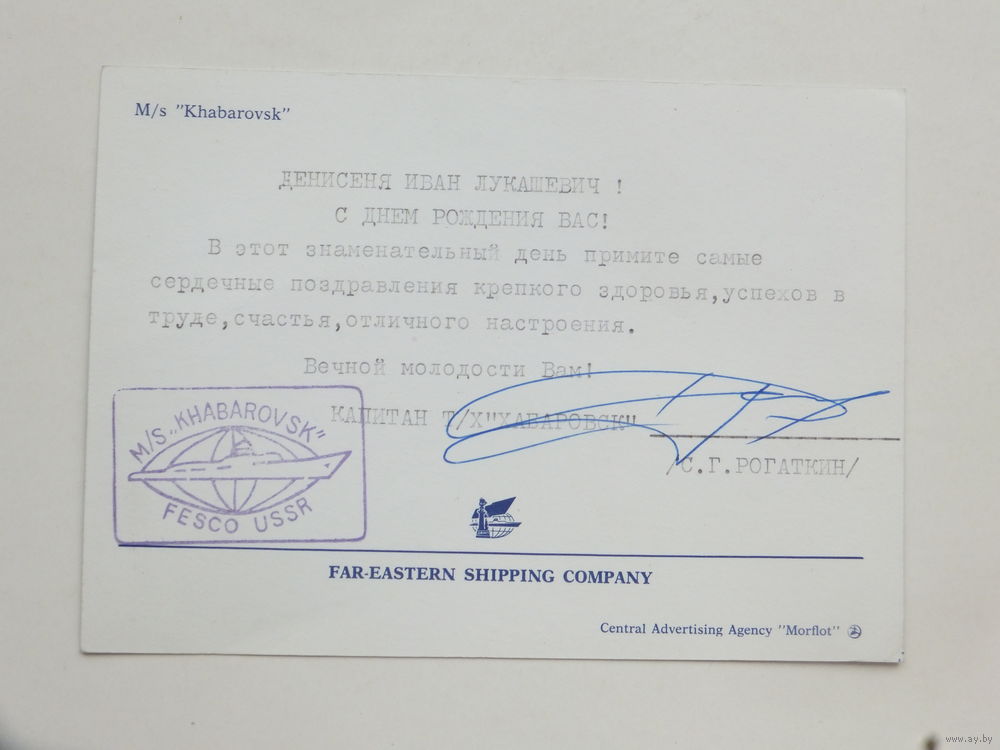 M/s "Khabarovsk"
ДЕНИСЕНЯ ИВАН ЛУКАШЕВИЧ !
С ДНЕМ РОЖДЕНИЯ ВАС!
В этот знаменательный день примите самые
сердечные поздравления крепкого здоровья,успехов в
труде,счастья,отличного настроения.
Вечной молодости Вам!
КАПИТАН Т/Х"ХАБАРОВСК"
/С.Г.РОГАТКИН/
M/S „KHABAROVSK"
FESCO USSR
FAR-EASTERN SHIPPING COMPANY
Central Advertising Agency "Morflot"
www.ay.by